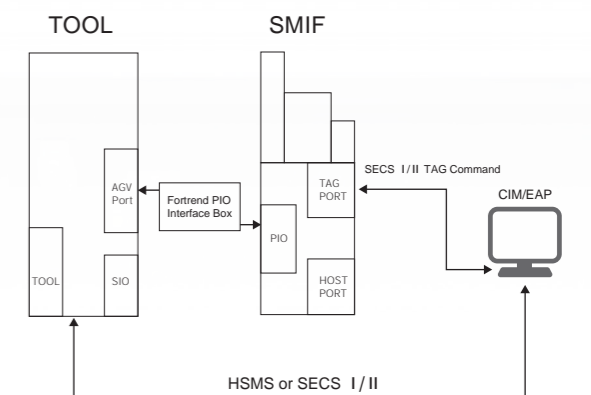 TOOL
SMIF
SECS I/II TAG Command
CIM/EAP
AGV
Port
Fortrend PIO
Interface Box
TAG
PORT
PIO
TOOL
SIO
HOST
PORT
HSMS or SECS I/II